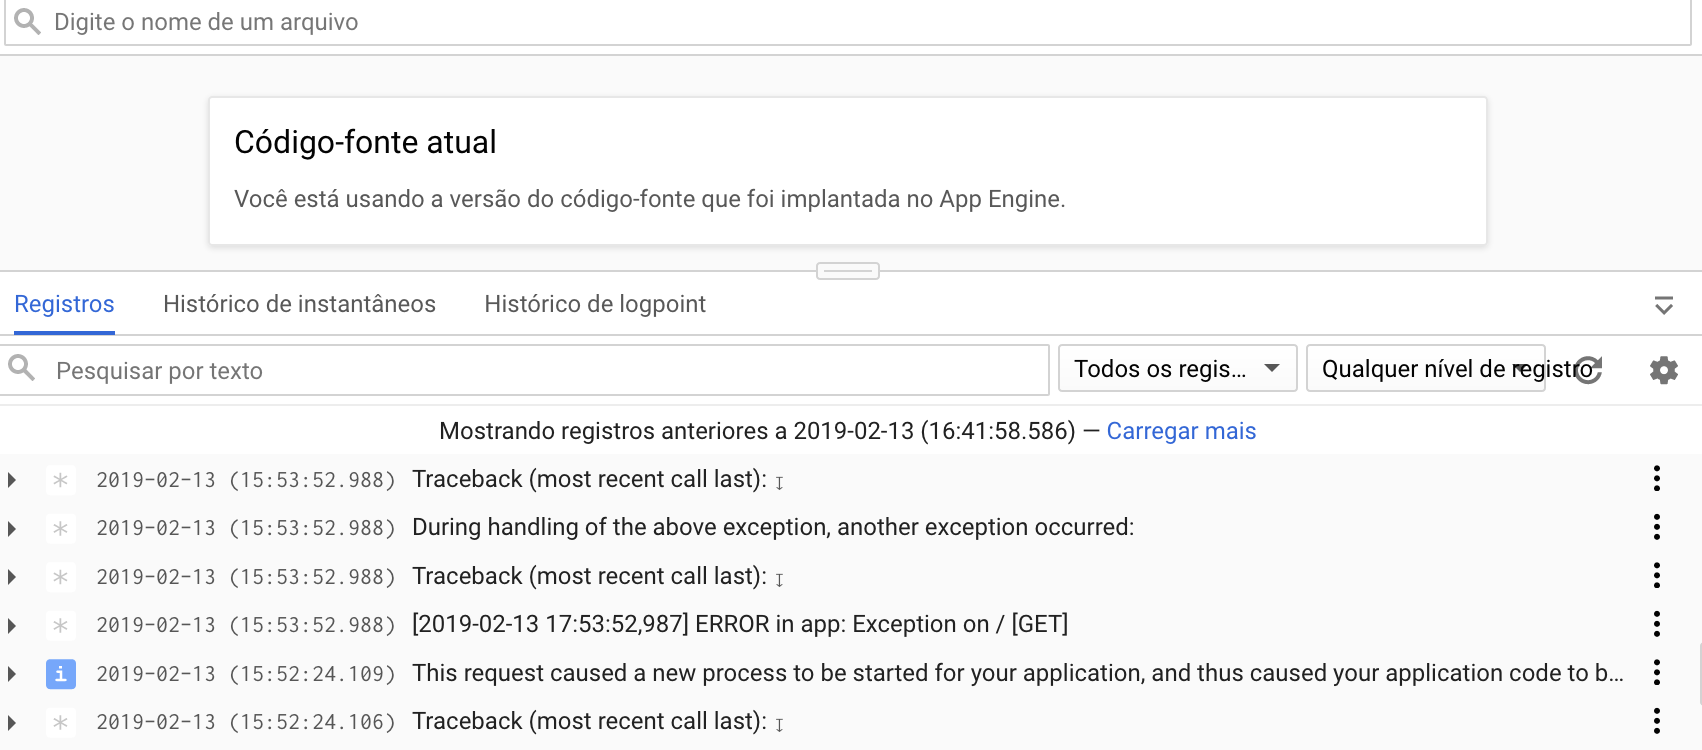 Digite o nome de um arquivo
Código-fonte atual
Você está usando a versão do código-fonte que foi implantada no App Engine.
Registros Histórico de instantâneos Histórico de logpoint
Pesquisar por texto Todos os regis... Qualquer nível de registro
Mostrando registros anteriores a 2019-02-13 (16:41:58.586) — Carregar mais
2019-02-13 (15:53:52.988) Traceback (most recent call last):
2019-02-13 (15:53:52.988) During handling of the above exception, another exception occurred:
2019-02-13 (15:53:52.988) Traceback (most recent call last):
2019-02-13 (15:53:52.988) [2019-02-13 17:53:52,987] ERROR in app: Exception on / [GET]
i 2019-02-13 (15:52:24.109) This request caused a new process to be started for your application, and thus caused your application code to b...
2019-02-13 (15:52:24.106) Traceback (most recent call last):